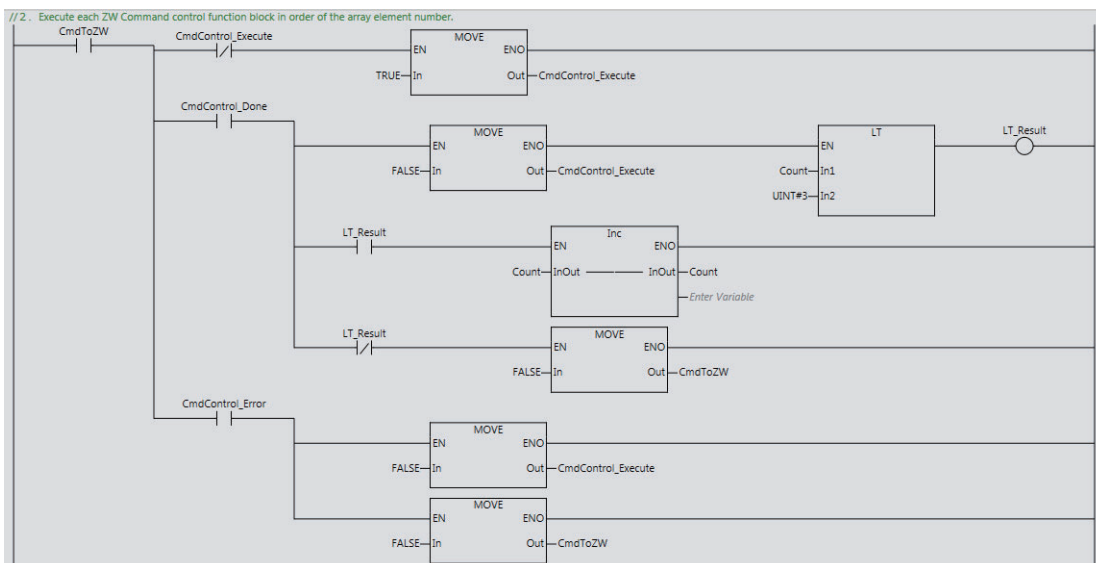 //2 . Execute each ZW Command control function block in order of the array element number.
CmdToZW
CmdControl_Execute
MOVE
EN ENO
TRUE In Out CmdControl_Execute
CmdControl_Done
MOVE
EN ENO
FALSE In Out CmdControl_Execute
LT
EN
Count In1
UINT#3 In2
LT_Result
LT_Result
Inc
EN ENO
Count InOut InOut Count
Enter Variable
LT_Result
MOVE
EN ENO
FALSE In Out CmdToZW
CmdControl_Error
MOVE
EN ENO
FALSE In Out CmdControl_Execute
MOVE
EN ENO
FALSE In Out CmdToZW